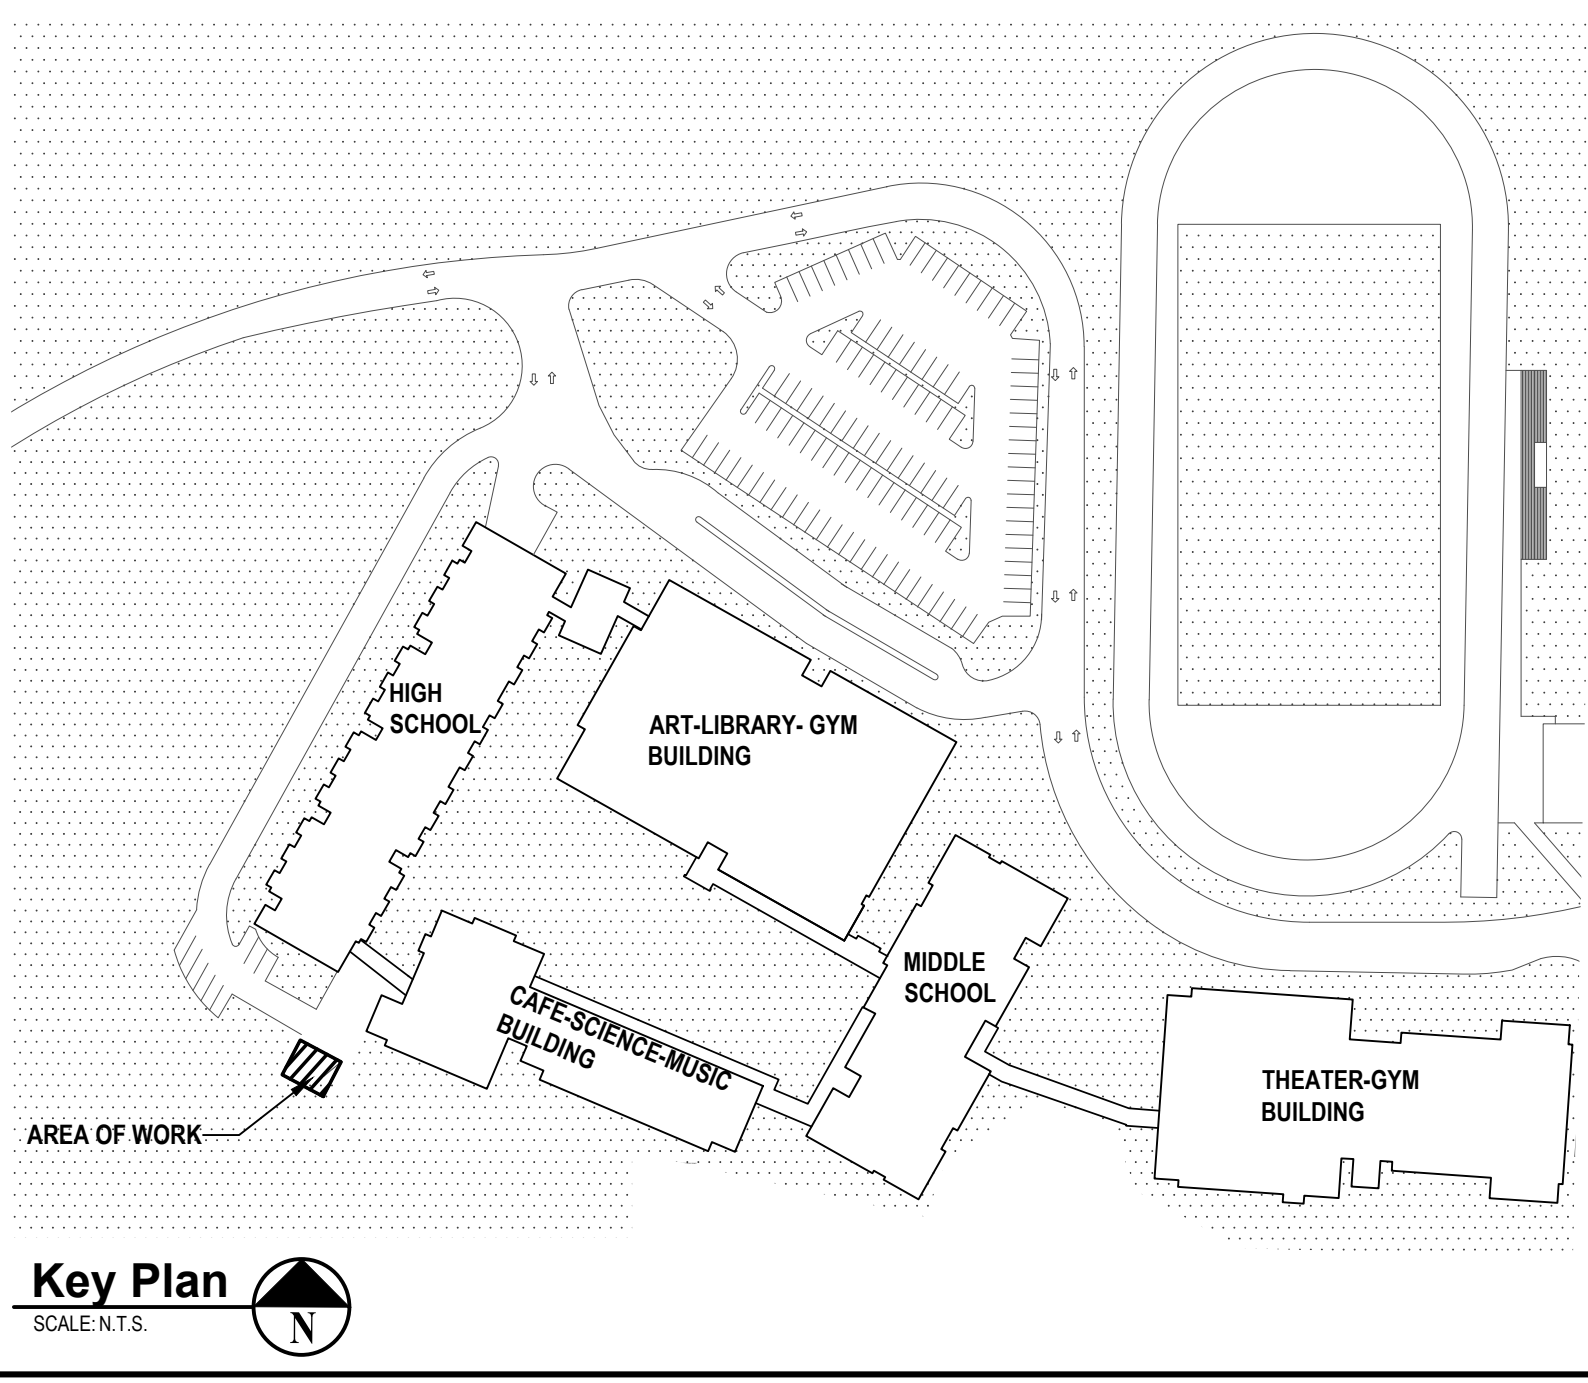 HIGH
SCHOOL
ART-LIBRARY- GYM
BUILDING
MIDDLE
SCHOOL
CAFE-SCIENCE-MUSIC
BUILDING
THEATER-GYM
BUILDING
AREA OF WORK
Key Plan
SCALE: N.T.S.
N